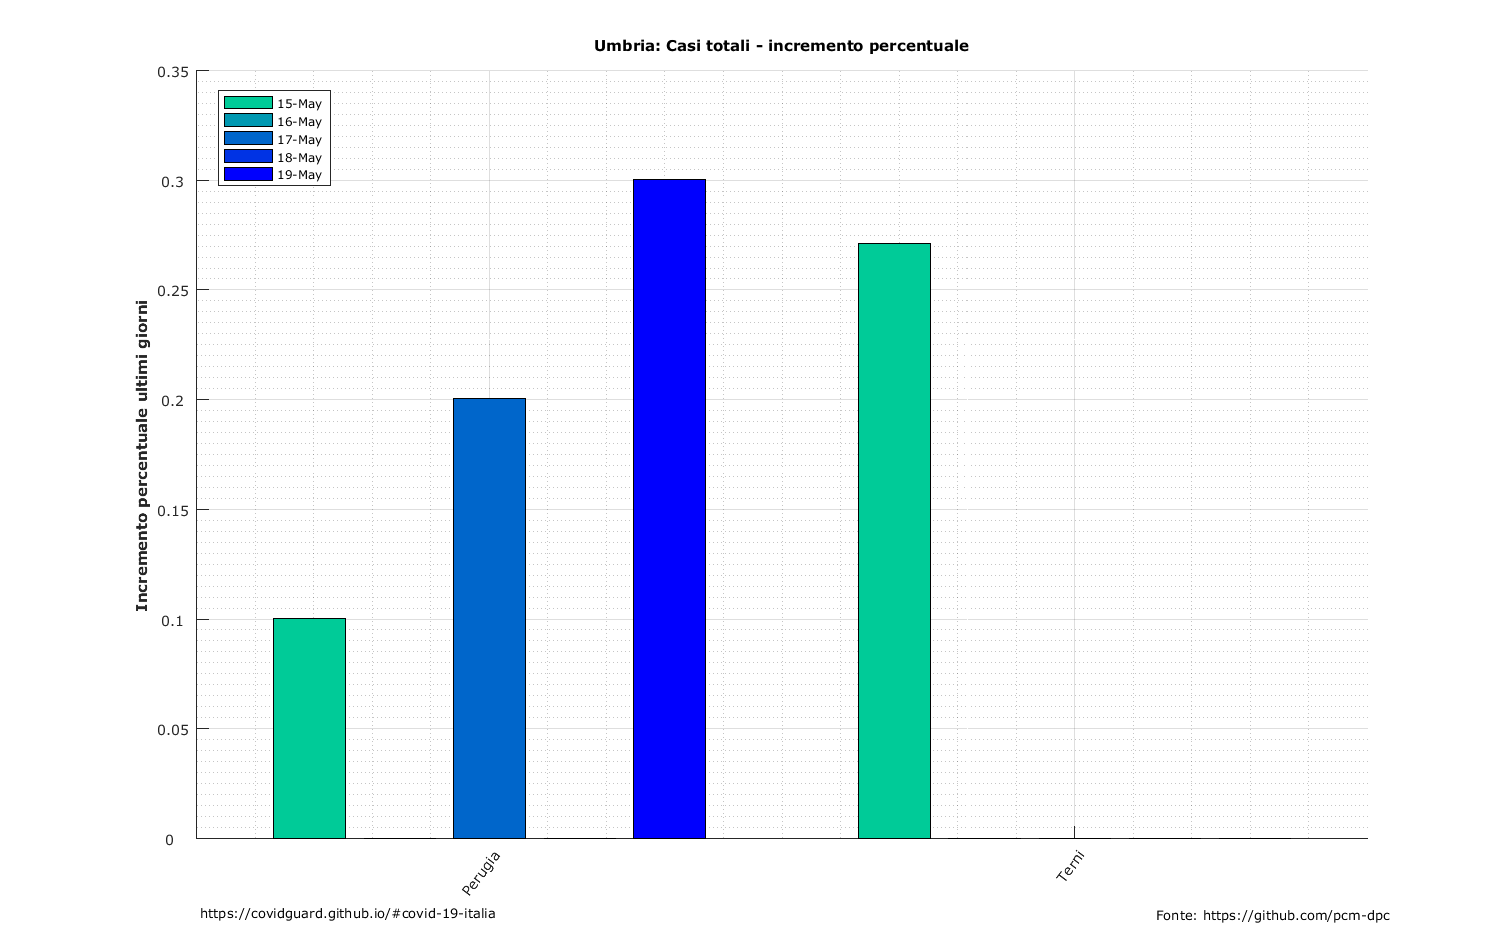 Umbria: Casi totali - incremento percentuale
0.35
0.3
0.25
0.2
0.15
0.1
0.05
0
Incremento percentuale ultimi giorni
15-May
16-May
17-May
18-May
19-May
Perugia
Terni
https://covidguard.github.io/#covid-19-italia
Fonte: https://github.com/pcm-dpc